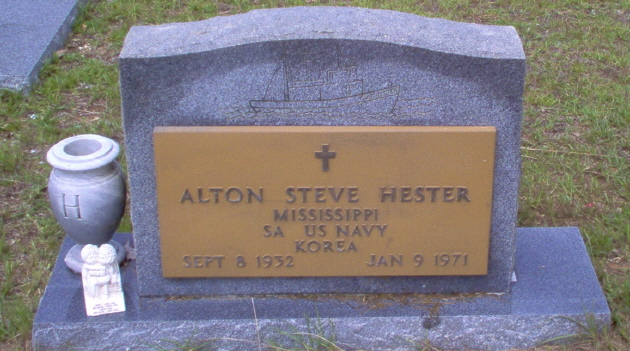 ALTON STEVE HESTER
MISSISSIPPI
SA US NAVY
KOREA
SEPT 8 1932 JAN 9 1971
H